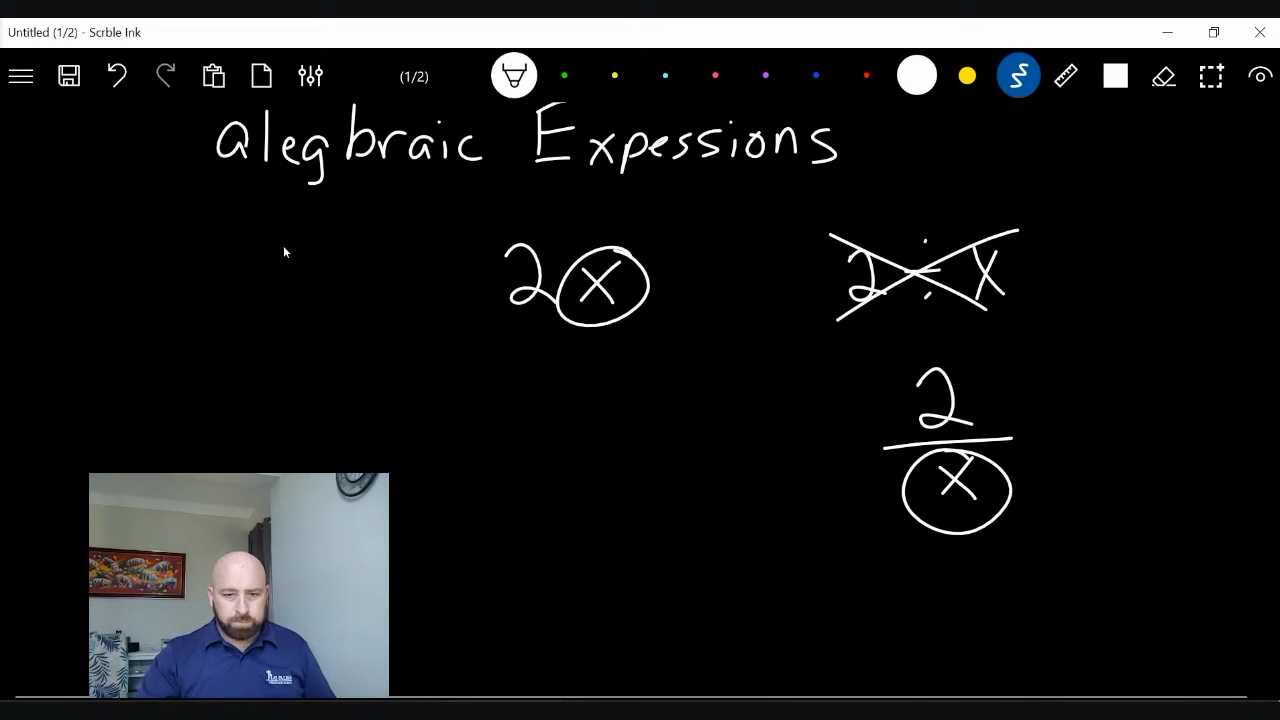 Untitled (1/2) - Scrble Ink
(1/2)
Alegbraic Expessions
2x
2 ÷ x
2
x